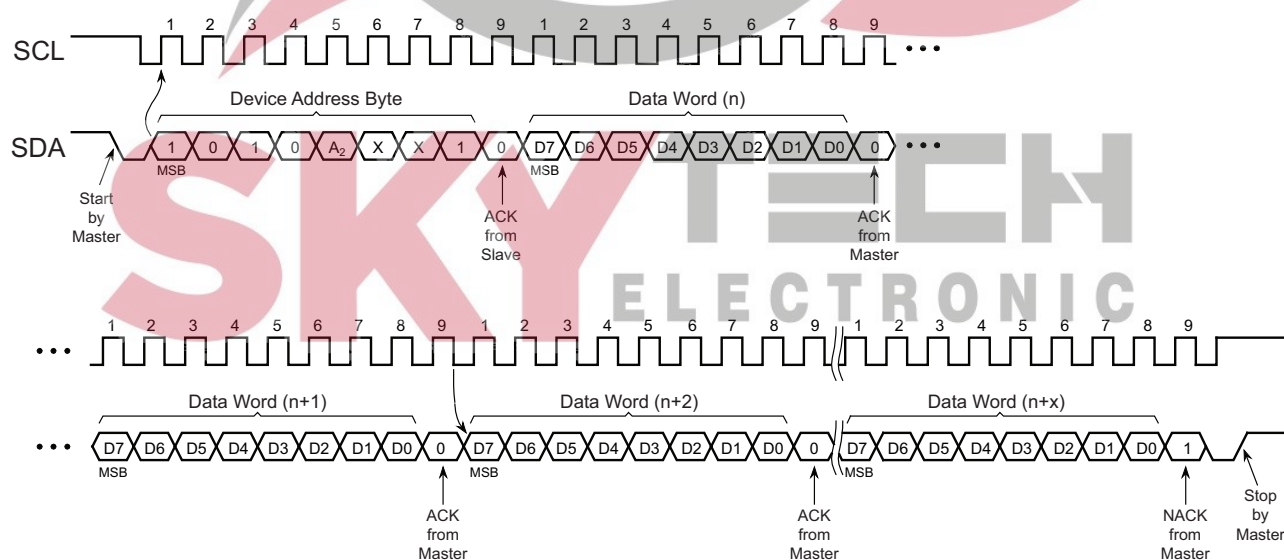 1 2 3 4 5 6 7 8 9 1 2 3 4 5 6 7 8 9
SCL
Device Address Byte Data Word (n)
SDA 1 0 1 0 A2 X X 1 0 D7 D6 D5 D4 D3 D2 D1 D0 0
MSB MSB
Start
by
Master
ACK
from
Slave
ACK
from
Master
SKY TECH
ELECTRONIC
1 2 3 4 5 6 7 8 9 1 2 3 4 5 6 7 8 9 1 2 3 4 5 6 7 8 9
Data Word (n+1) Data Word (n+2) Data Word (n+x)
D7 D6 D5 D4 D3 D2 D1 D0 0 D7 D6 D5 D4 D3 D2 D1 D0 0 D7 D6 D5 D4 D3 D2 D1 D0 1
MSB MSB MSB
ACK
from
Master
ACK
from
Master
NACK
from
Master
Stop
by
Master